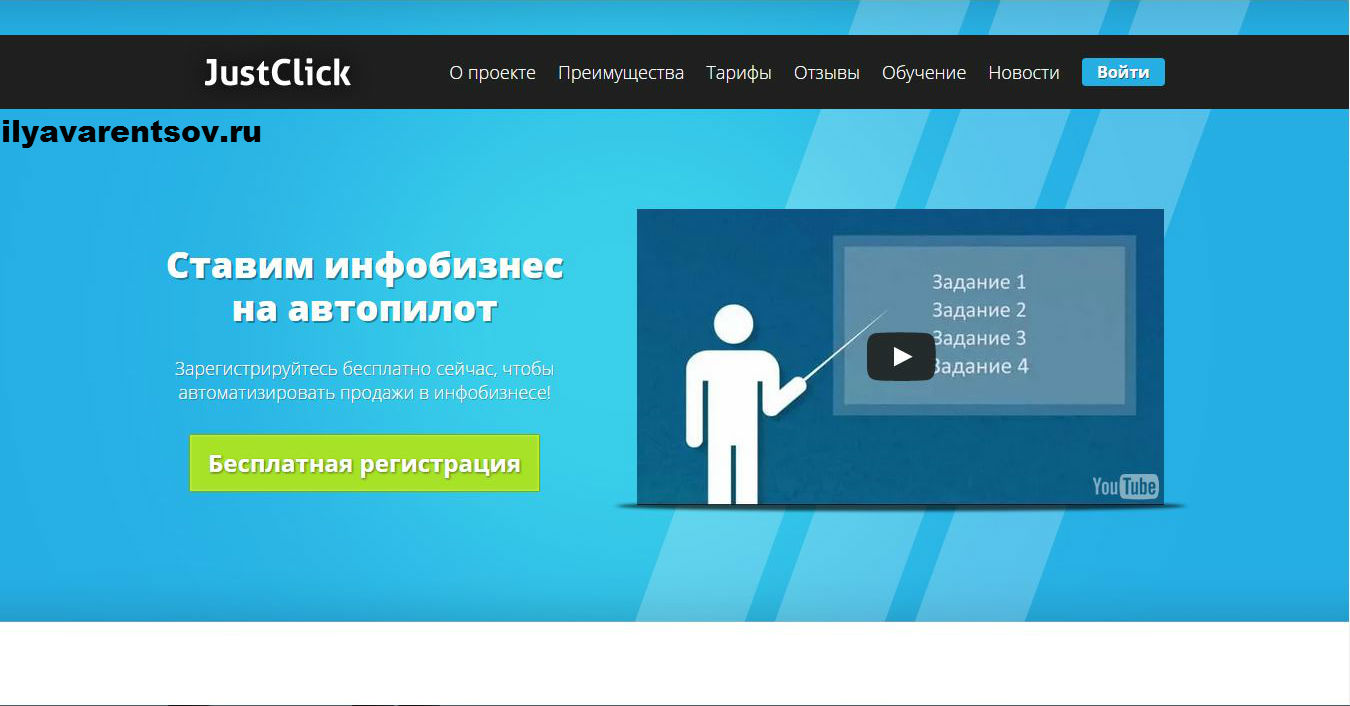 JustClick
О проекте Преимущества Тарифы Отзывы Обучение Новости Войти
ilyavarentsov.ru
Ставим инфобизнес
на автопилот
Зарегистрируйтесь бесплатно сейчас, чтобы
автоматизировать продажи в инфобизнесе!
Бесплатная регистрация
Задание 1
Задание 2
Задание 3
Задание 4
YouTube